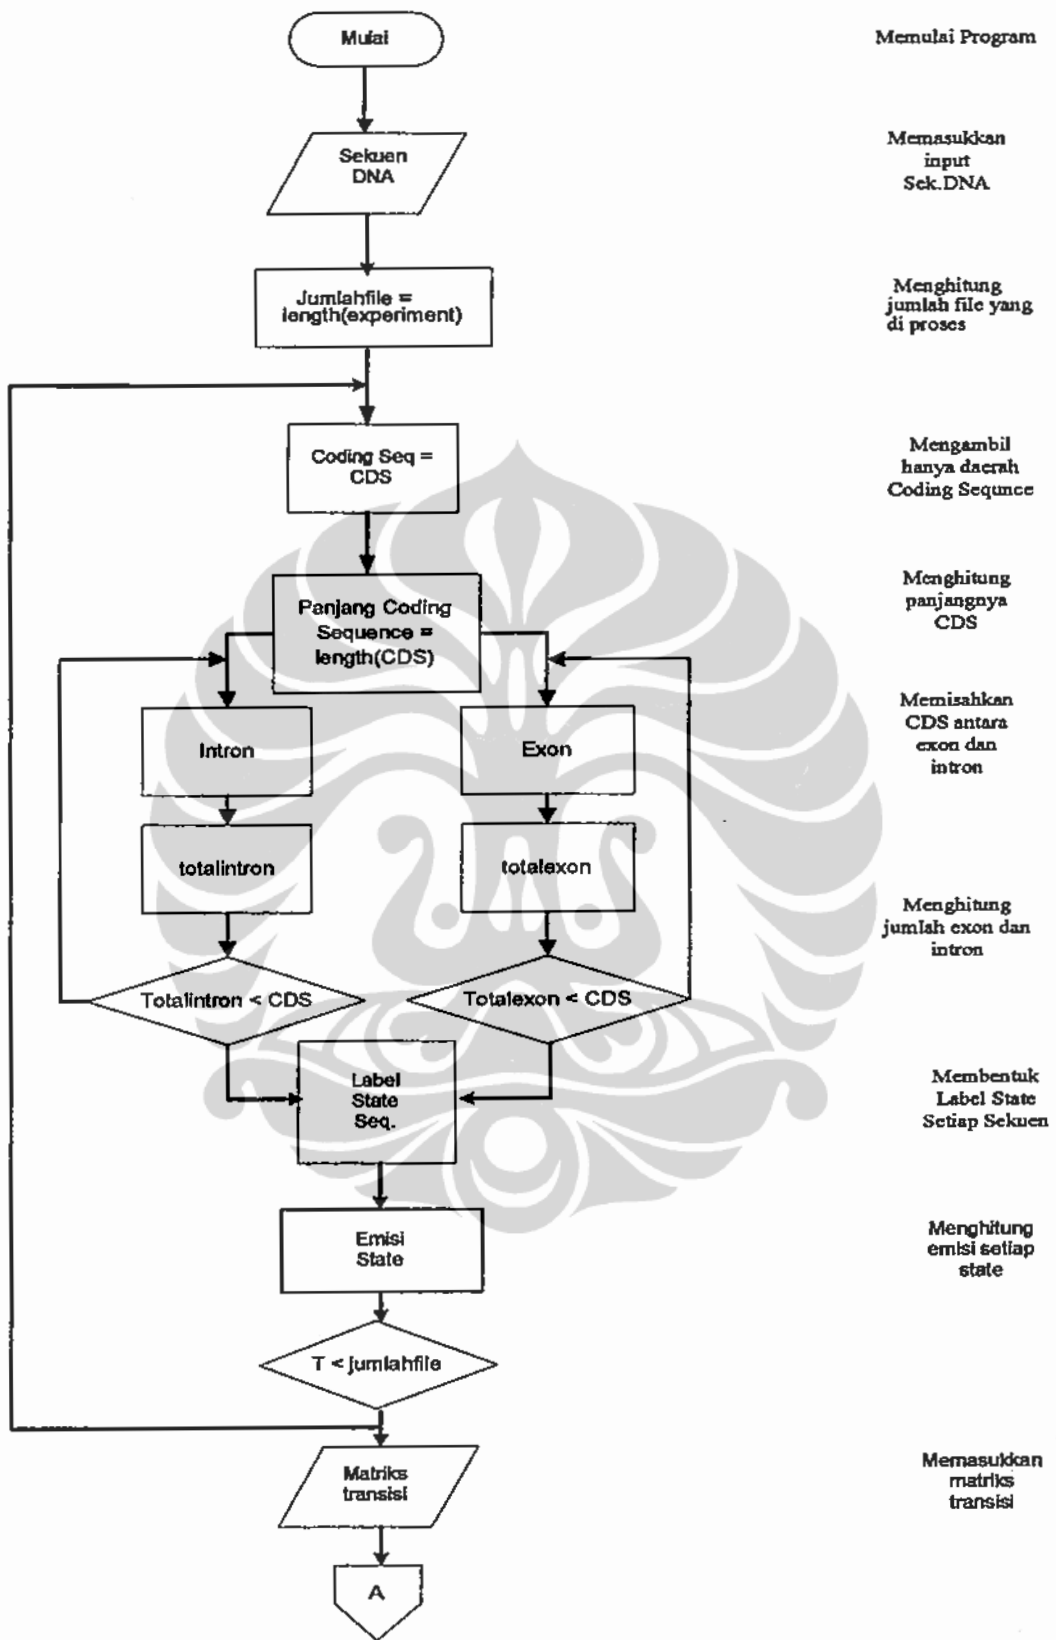 Mulai
Memulai Program
Sekuen
DNA
Memasukkan
input
Sek.DNA
Jumlahfile =
length(experiment)
Menghitung
jumlah file yang
di proses
Coding Seq =
CDS
Mengambil
hanya daerah
Coding Sequnce
Panjang Coding
Sequence =
length(CDS)
Menghitung
panjangnya
CDS
Intron
Exon
Memisahkan
CDS antara
exon dan
intron
totalintron
totalexon
Menghitung
jumlah exon dan
intron
Totalintron < CDS
Totalexon < CDS
Label
State
Seq.
Membentuk
Label State
Setiap Sekuen
Emisi
State
Menghitung
emisi setiap
state
T < jumlahfile
Matriks
transisi
Memasukkan
matriks
transisi
A